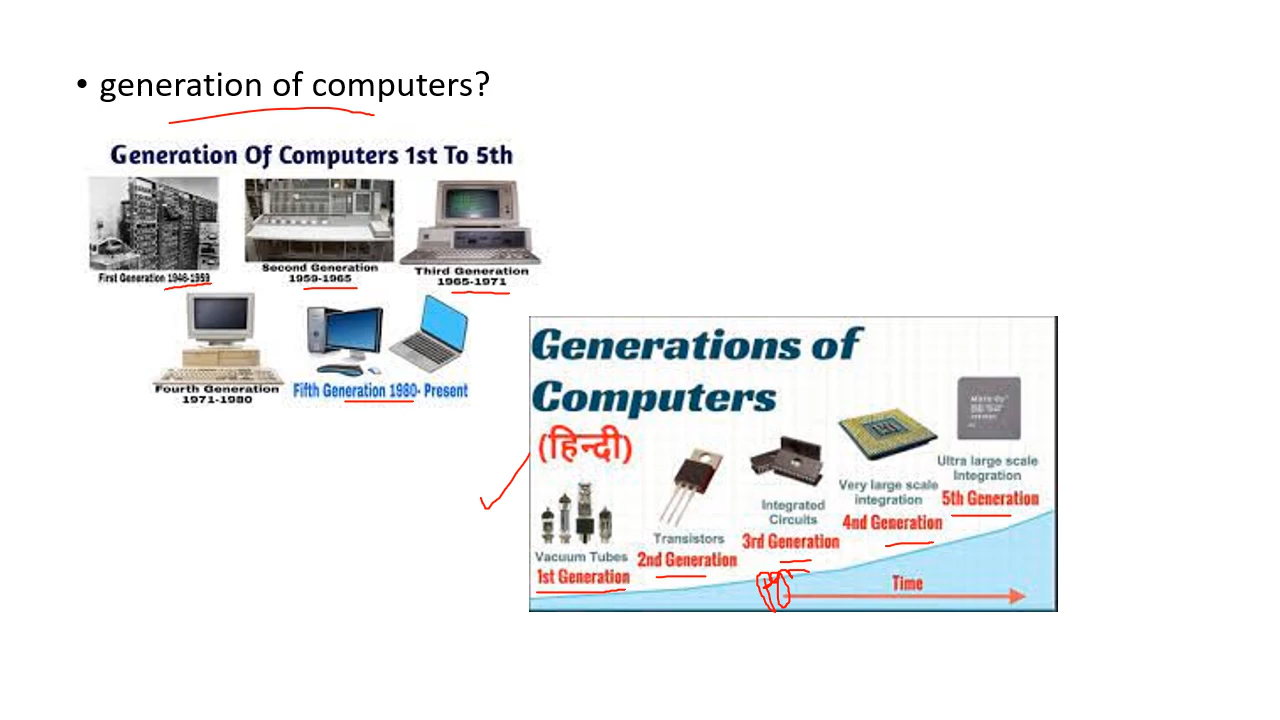 • generation of computers?
Generation Of Computers 1st To 5th
First Generation 1946-1959
Second Generation
1959-1965
Third Generation
1965-1971
Fourth Generation
1971-1980
Fifth Generation 1980- Present
Generations of
Computers
(हिन्दी)
Vacuum Tubes
1st Generation
Transistors
2nd Generation
Integrated
Circuits
3rd Generation
Very large scale
integration
4nd Generation
Ultra large scale
Integration
5th Generation
Time